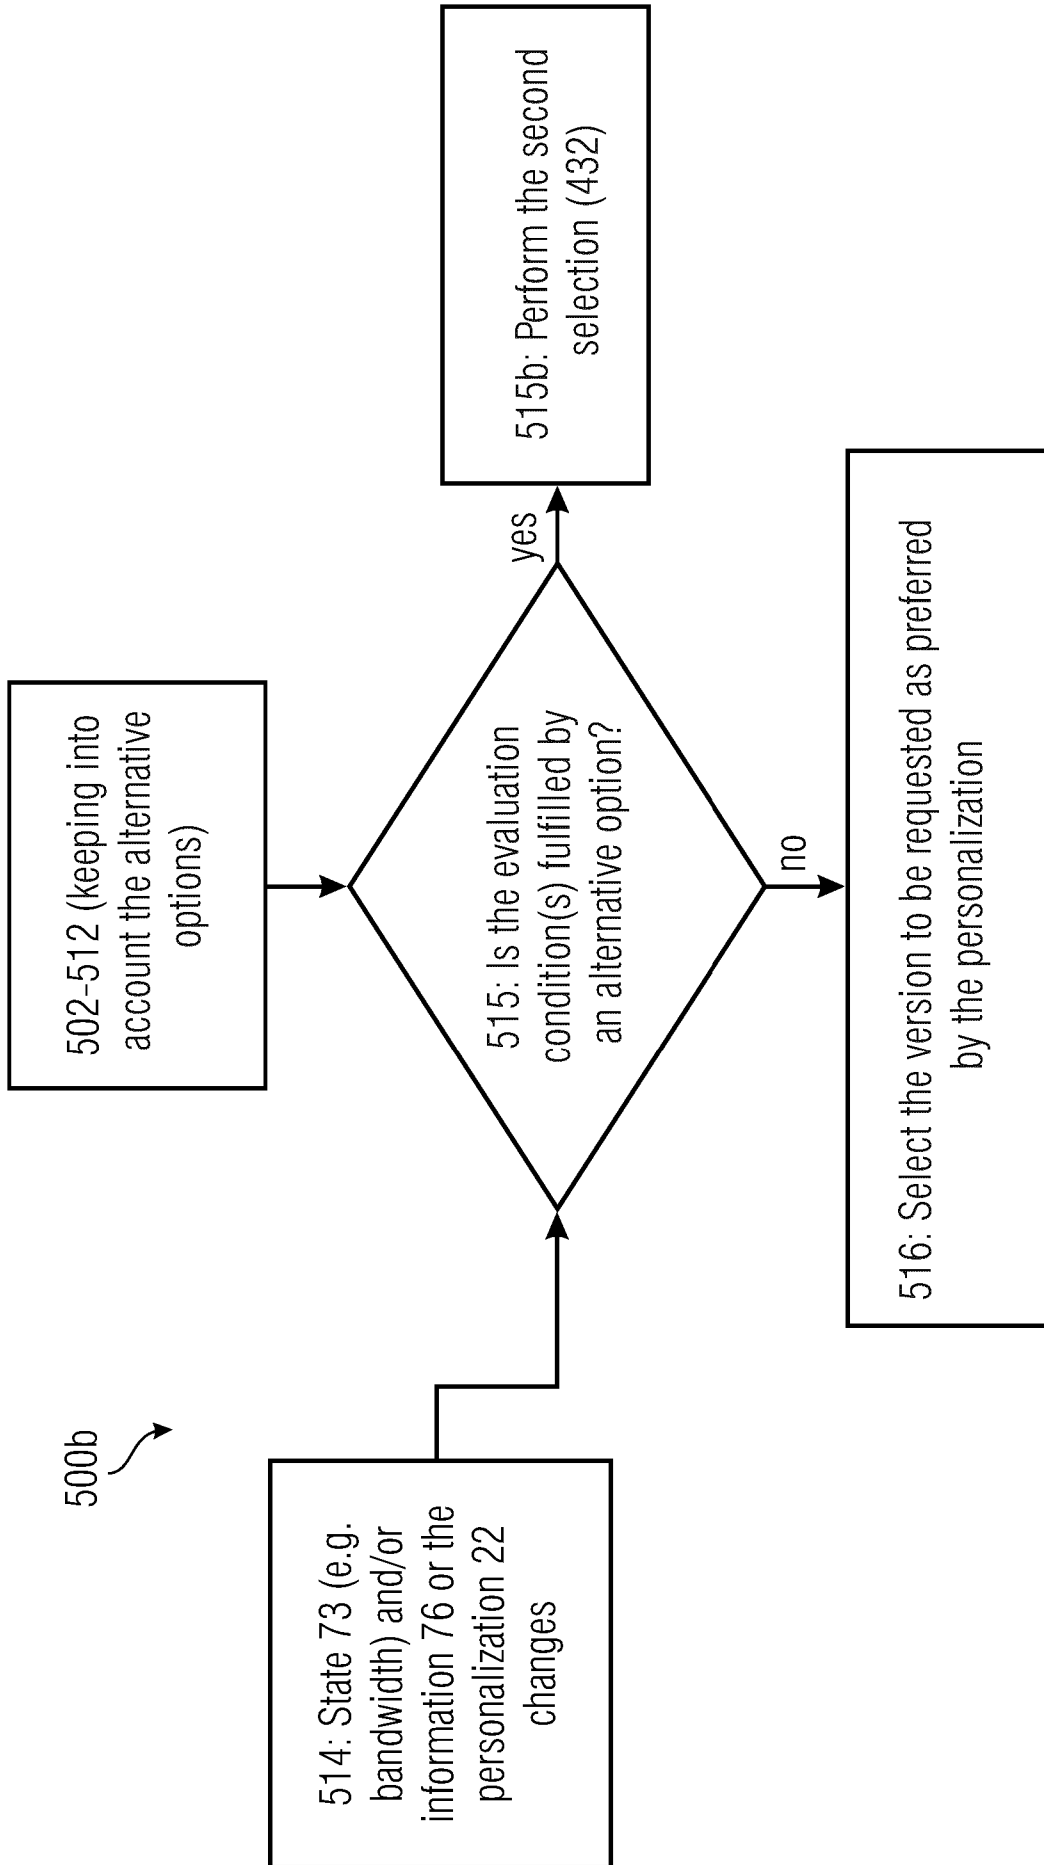 500b
514: State 73 (e.g.
bandwidth) and/or
information 76 or the
personalization 22
changes
502-512 (keeping into
account the alternative
options)
515: Is the evaluation
condition(s) fulfilled by
an alternative option?
yes
515b: Perform the second
selection (432)
no
516: Select the version to be requested as preferred
by the personalization